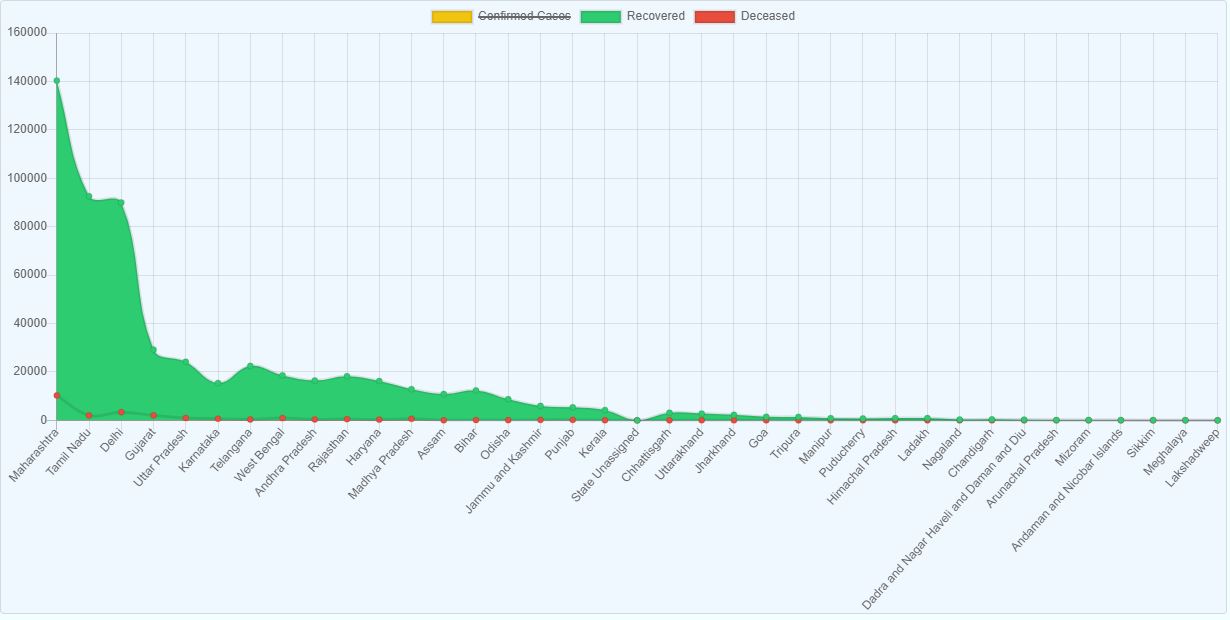 Confirmed Cases Recovered Deceased
160000
140000
120000
100000
80000
60000
40000
20000
0
Maharashtra
Tamil Nadu
Delhi
Gujarat
Uttar Pradesh
Karnataka
Telangana
West Bengal
Andhra Pradesh
Rajasthan
Haryana
Madhya Pradesh
Assam
Bihar
Odisha
Jammu and Kashmir
Punjab
Kerala
State Unassigned
Chhattisgarh
Uttarakhand
Jharkhand
Goa
Tripura
Manipur
Puducherry
Himachal Pradesh
Ladakh
Nagaland
Chandigarh
Dadra and Nagar Haveli and Daman and Diu
Arunachal Pradesh
Mizoram
Andaman and Nicobar Islands
Sikkim
Meghalaya
Lakshadweep